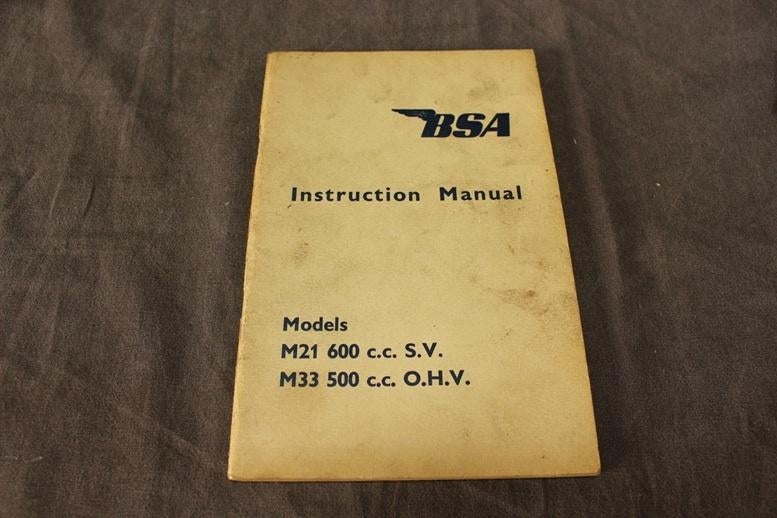 BSA
Instruction Manual
Models
M21 600 c.c. S.V.
M33 500 c.c. O.H.V.